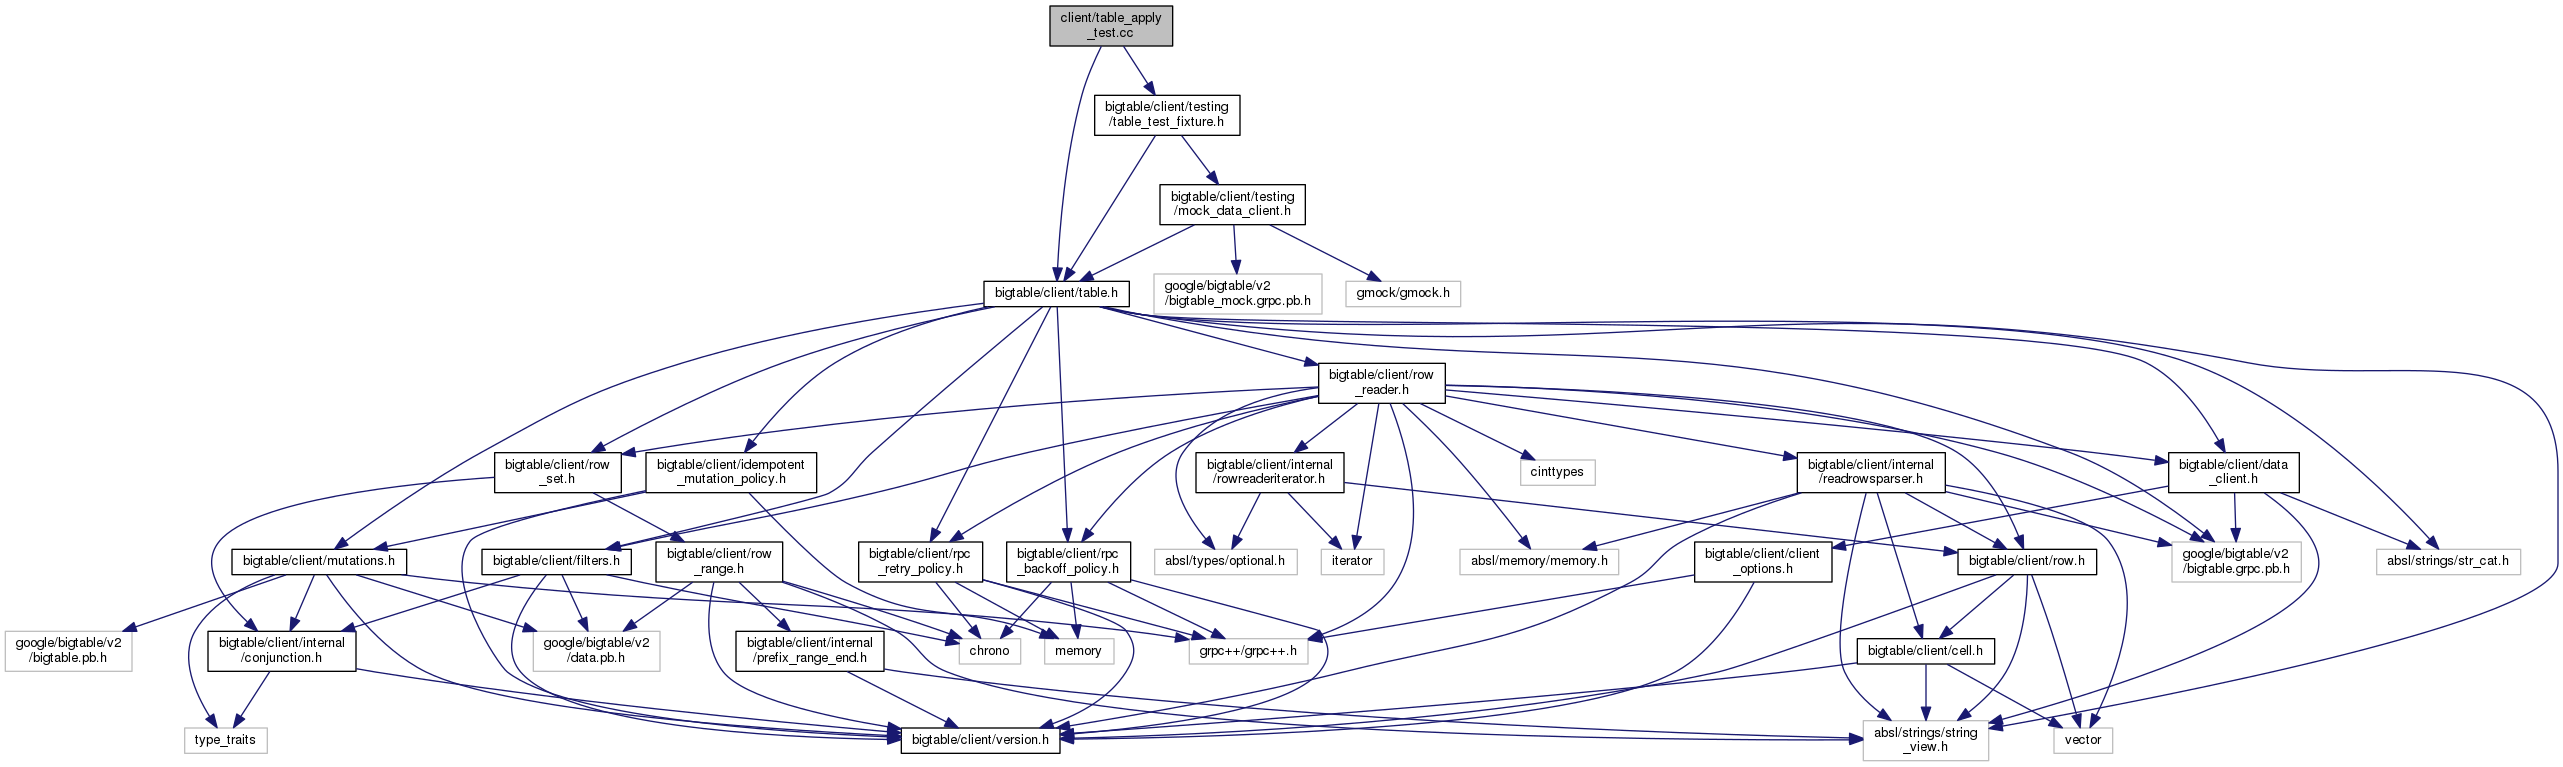 client/table_apply
_test.cc
bigtable/client/testing
/table_test_fixture.h
bigtable/client/testing
/mock_data_client.h
bigtable/client/table.h
google/bigtable/v2
/bigtable_mock.grpc.pb.h
gmock/gmock.h
bigtable/client/row
_reader.h
bigtable/client/row
_set.h
bigtable/client/idempotent
_mutation_policy.h
bigtable/client/internal
/rowreaderiterator.h
cinttypes
bigtable/client/internal
/readrowsparser.h
bigtable/client/data
_client.h
bigtable/client/mutations.h
bigtable/client/filters.h
bigtable/client/row
_range.h
bigtable/client/rpc
_retry_policy.h
bigtable/client/rpc
_backoff_policy.h
absl/types/optional.h
iterator
absl/memory/memory.h
bigtable/client/client
_options.h
bigtable/client/row.h
google/bigtable/v2
/bigtable.grpc.pb.h
absl/strings/str_cat.h
google/bigtable/v2
/bigtable.pb.h
bigtable/client/internal
/conjunction.h
google/bigtable/v2
/data.pb.h
bigtable/client/internal
/prefix_range_end.h
chrono
memory
grpc++/grpc++.h
bigtable/client/cell.h
type_traits
bigtable/client/version.h
absl/strings/string
_view.h
vector